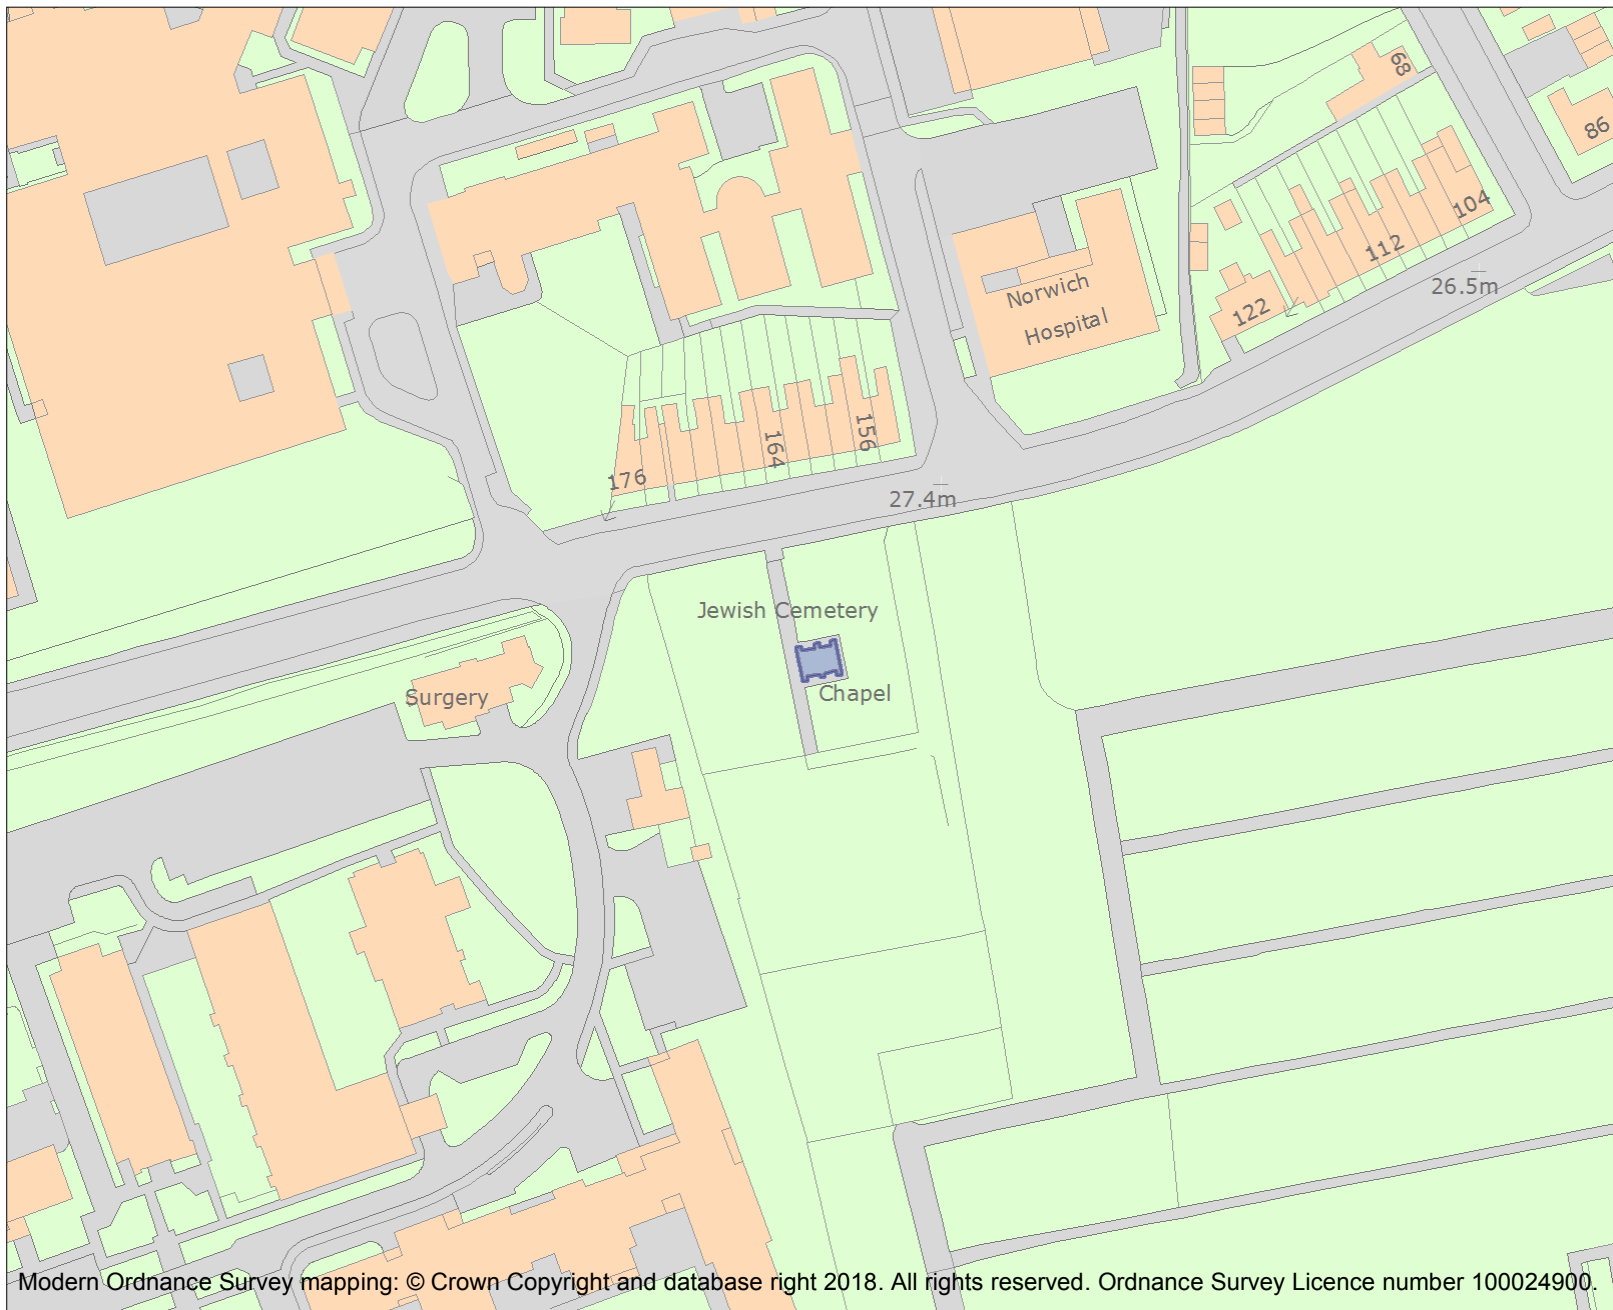 68
86
104
112
122
26.5m
Norwich
Hospital
156
164
176
27.4m
Jewish Cemetery
Chapel
Surgery
Modern Ordnance Survey mapping: © Crown Copyright and database right 2018. All rights reserved. Ordnance Survey Licence number 100024900.